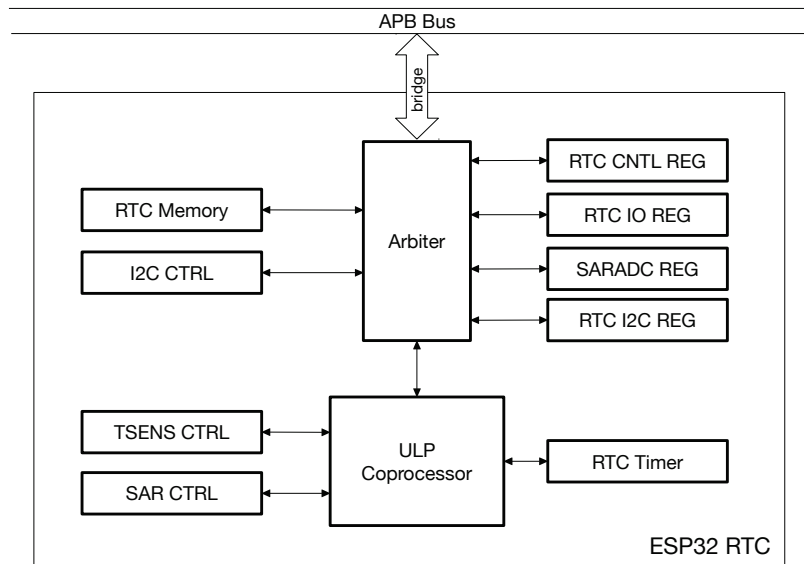 APB Bus
bridge
RTC CNTL REG
RTC Memory
RTC IO REG
Arbiter
I2C CTRL
SARADC REG
RTC I2C REG
TSENS CTRL
ULP
Coprocessor
RTC Timer
SAR CTRL
ESP32 RTC